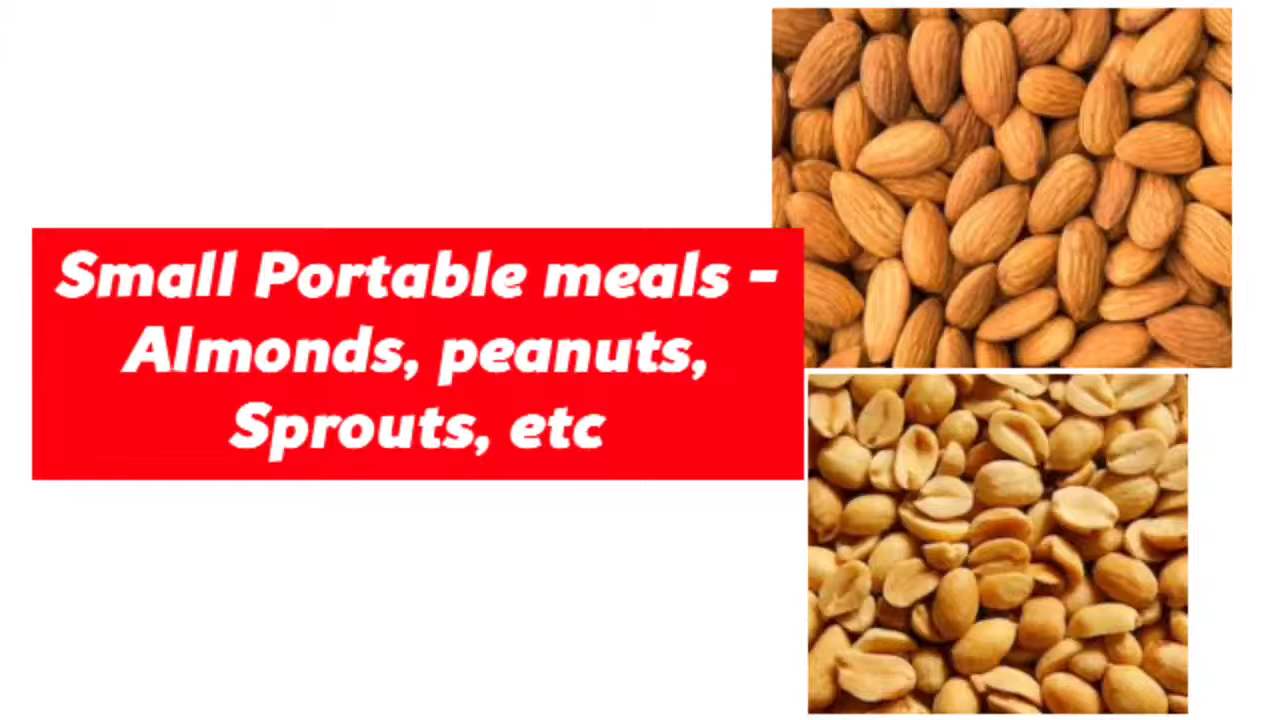 Small Portable meals -
Almonds, peanuts,
Sprouts, etc